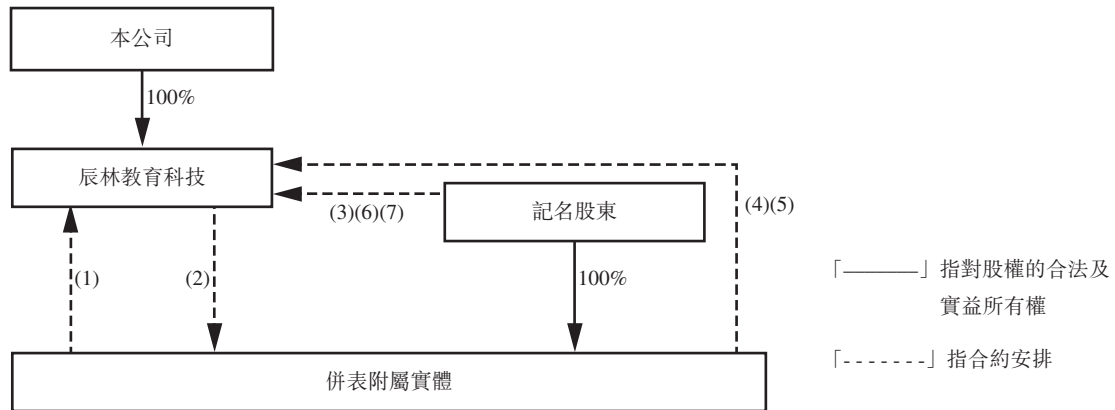 本公司
100%
辰林教育科技
(3)(6)(7)
記名股東
(4)(5)
(1)
(2)
100%
「———」指對股權的合法及
實益所有權
「- - - - - - -」指合約安排
併表附屬實體